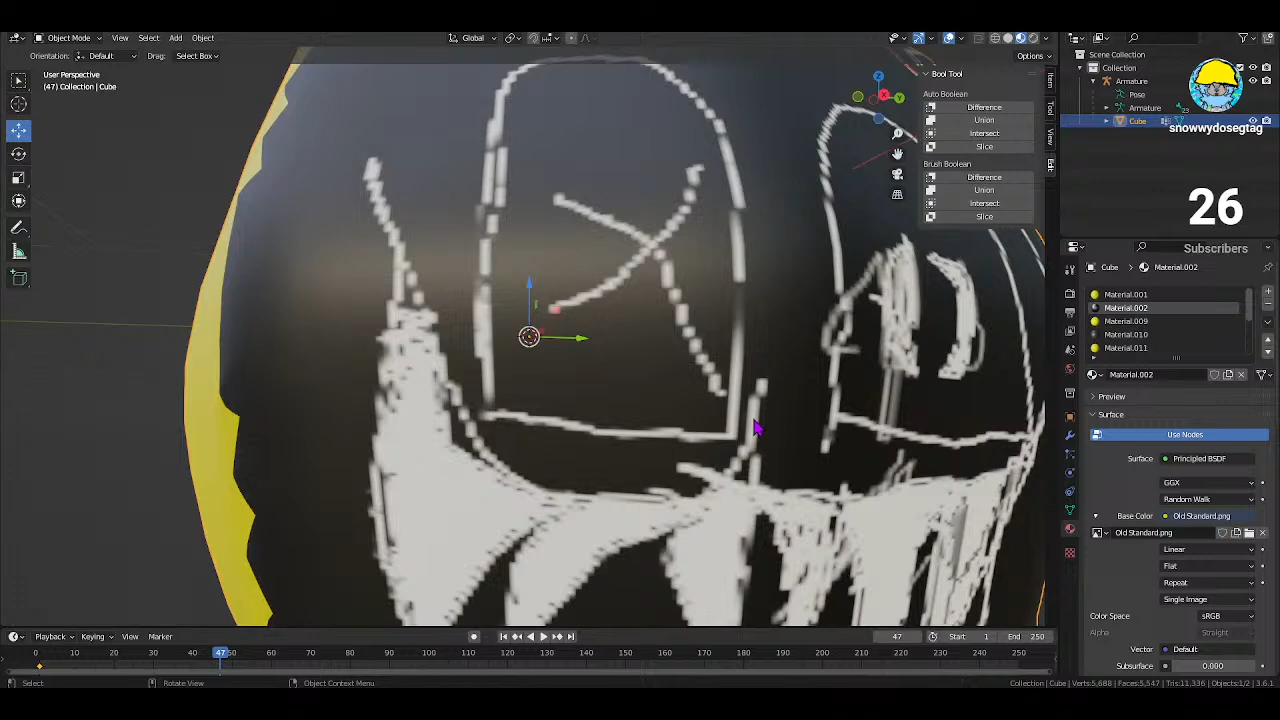 Object Mode View Select Add Object Global Options
Orientation: Default Drag: Select Box
User Perspective
(47) Collection | Cube
Bool Tool
Auto Boolean
Difference
Union
Intersect
Slice
Brush Boolean
Difference
Union
Intersect
Slice
Item
Tool
View
Edit
Z
X
Y
Scene Collection
Collection
Armature
Pose
Armature
23
Cube
snowwydosegtag
26
Subscribers
Cube > Material.002
Material.001
Material.002
Material.009
Material.010
Material.011
Material.002
Preview
Surface
Use Nodes
Surface Principled BSDF
GGX
Random Walk
Base Color Old Standard.png
Old Standard.png
Linear
Flat
Repeat
Single Image
Color Space sRGB
Alpha Straight
Vector Default
Subsurface 0.000
Playback Keying View Marker 47 Start 1 End 250
0 10 20 30 40 47 50 60 70 80 90 100 110 120 130 140 150 160 170 180 190 200 210 220 230 240 250
Select Rotate View Object Context Menu Collection | Cube | Verts:5,688 | Faces:5,547 | Tris:11,336 | Objects:1/2 | 3.6.1